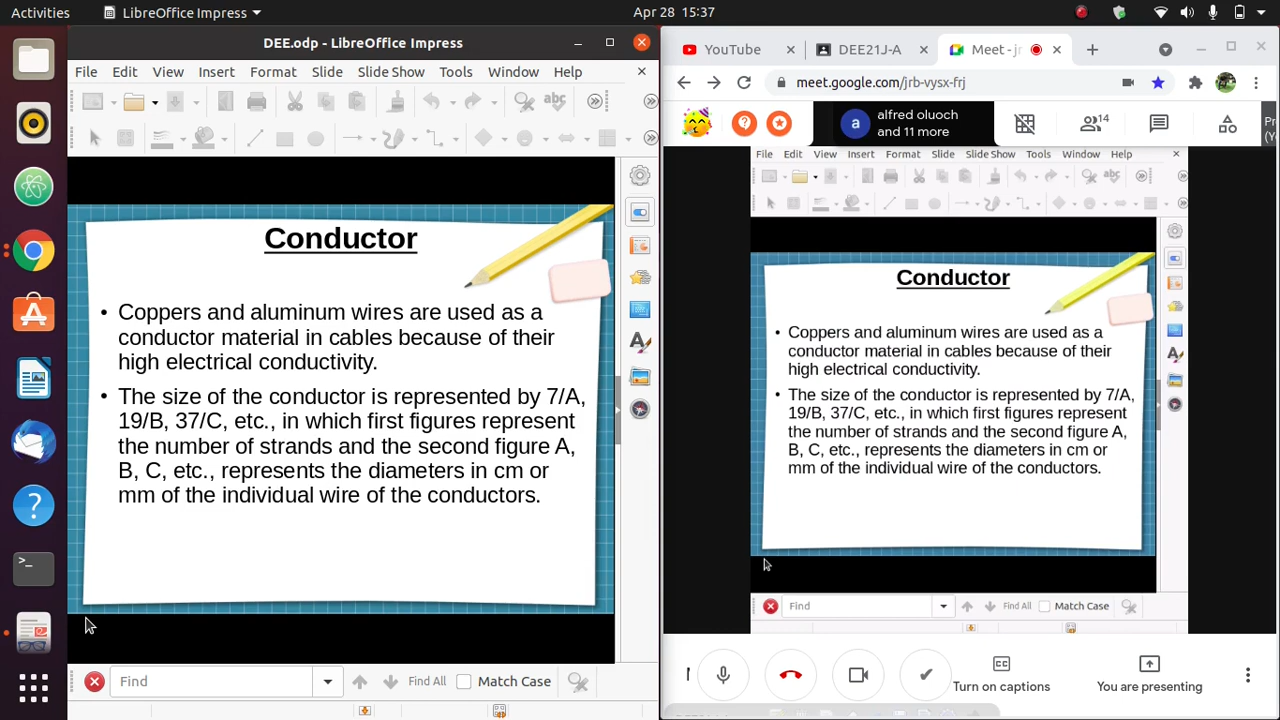 Activities
LibreOffice Impress
Apr 28 15:37
DEE.odp - LibreOffice Impress
File Edit View Insert Format Slide Slide Show Tools Window Help
abc
Conductor
• Coppers and aluminum wires are used as a
conductor material in cables because of their
high electrical conductivity.
• The size of the conductor is represented by 7/A,
19/B, 37/C, etc., in which first figures represent
the number of strands and the second figure A,
B, C, etc., represents the diameters in cm or
mm of the individual wire of the conductors.
Find
Find All
Match Case
YouTube
DEE21J-A
Meet - jr
meet.google.com/jrb-vysx-frj
a
alfred oluoch
and 11 more
14
File Edit View Insert Format Slide Slide Show Tools Window Help
abc
Conductor
• Coppers and aluminum wires are used as a
conductor material in cables because of their
high electrical conductivity.
• The size of the conductor is represented by 7/A,
19/B, 37/C, etc., in which first figures represent
the number of strands and the second figure A,
B, C, etc., represents the diameters in cm or
mm of the individual wire of the conductors.
Find
Find All
Match Case
Turn on captions
You are presenting